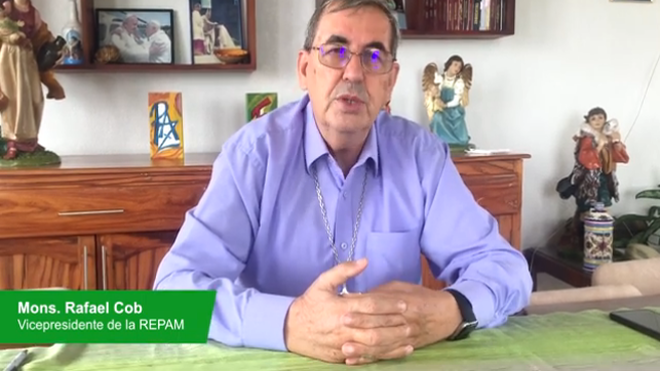 Mons. Rafael Cob
Vicepresidente de la REPAM